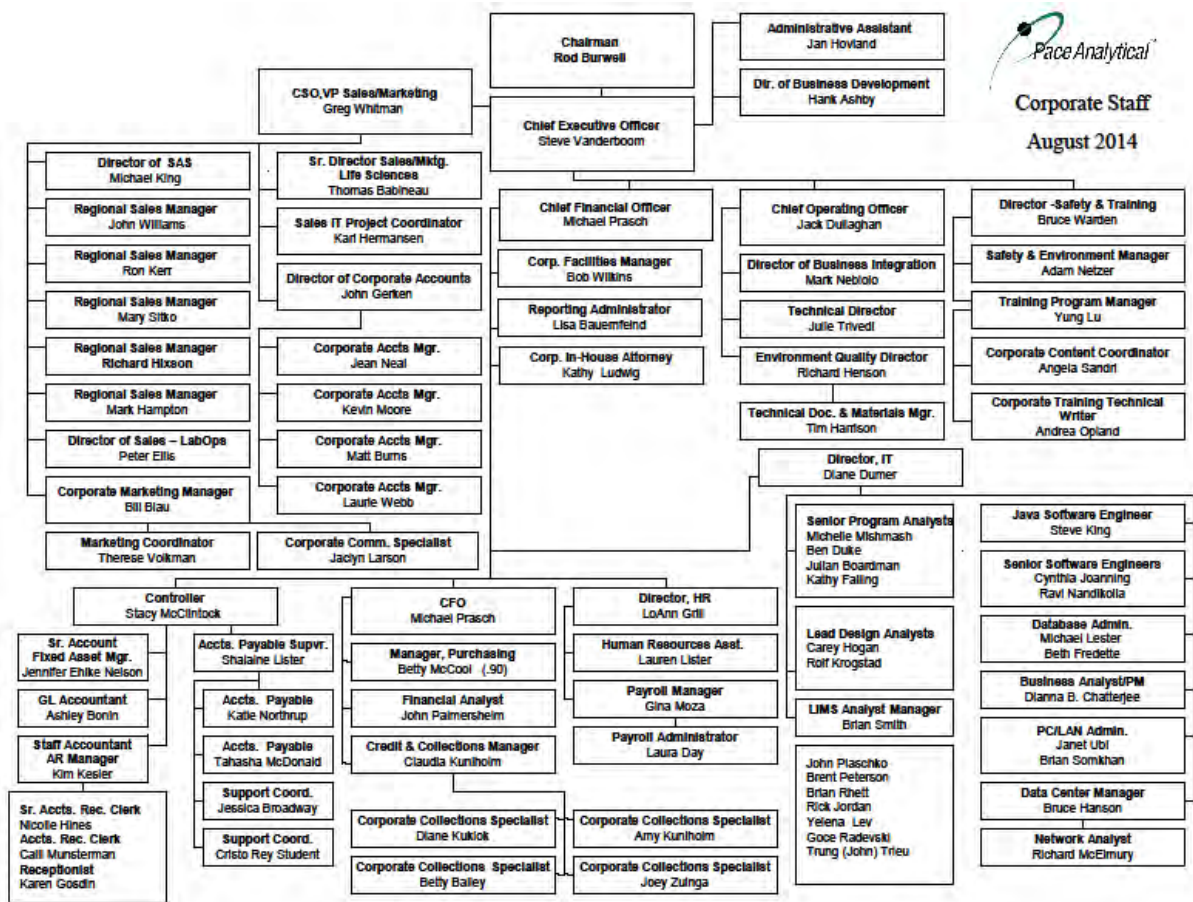 Chairman
Rod Burwell
Administrative Assistant
Jan Hovland
Pace Analytical
Dir. of Business Development
Hank Ashby
Corporate Staff
August 2014
CSO,VP Sales/Marketing
Greg Whitman
Chief Executive Officer
Steve Vanderboom
Director of SAS
Michael King
Regional Sales Manager
John Williams
Regional Sales Manager
Ron Kerr
Regional Sales Manager
Mary Sitko
Regional Sales Manager
Richard Hixson
Regional Sales Manager
Mark Hampton
Director of Sales – LabOps
Peter Ellis
Corporate Marketing Manager
Bill Blau
Marketing Coordinator
Therese Volkman
Corporate Comm. Specialist
Jaclyn Larson
Sr. Director Sales/Mktg.
Life Sciences
Thomas Babineau
Sales IT Project Coordinator
Karl Hermansen
Director of Corporate Accounts
John Gerken
Corporate Accts Mgr.
Jean Neal
Corporate Accts Mgr.
Kevin Moore
Corporate Accts Mgr.
Matt Burns
Corporate Accts Mgr.
Laurie Webb
Chief Financial Officer
Michael Prasch
Corp. Facilities Manager
Bob Wilkins
Reporting Administrator
Lisa Bauernfeind
Corp. In-House Attorney
Kathy Ludwig
Chief Operating Officer
Jack Dullaghan
Director of Business Integration
Mark Nebiolo
Technical Director
Julie Trivedi
Environment Quality Director
Richard Henson
Technical Doc. & Materials Mgr.
Tim Harrison
Director -Safety & Training
Bruce Warden
Safety & Environment Manager
Adam Netzer
Training Program Manager
Yung Lu
Corporate Content Coordinator
Angela Sandri
Corporate Training Technical
Writer
Andrea Opland
Director, IT
Diane Dumer
Senior Program Analysts
Michelle Mishmash
Ben Duke
Julian Boardman
Kathy Falling
Lead Design Analysts
Carey Hogan
Rolf Krogstad
LIMS Analyst Manager
Brian Smith
John Plaschko
Brent Peterson
Brian Rhett
Rick Jordan
Yelena Lev
Goce Radevski
Trung (John) Trieu
Java Software Engineer
Steve King
Senior Software Engineers
Cynthia Joanning
Ravi Nandikolla
Database Admin.
Michael Lester
Beth Fredette
Business Analyst/PM
Dianna B. Chatterjee
PC/LAN Admin.
Janet Ubl
Brian Somkhan
Data Center Manager
Bruce Hanson
Network Analyst
Richard McElmury
Controller
Stacy McClintock
Sr. Account
Fixed Asset Mgr.
Jennifer Ehlke Nelson
GL Accountant
Ashley Bonin
Staff Accountant
AR Manager
Kim Kesler
Sr. Accts. Rec. Clerk
Nicolle Hines
Accts. Rec. Clerk
Calli Munsterman
Receptionist
Karen Gosdin
Accts. Payable Supvr.
Shalaine Lister
Accts. Payable
Katie Northrup
Accts. Payable
Tahasha McDonald
Support Coord.
Jessica Broadway
Support Coord.
Cristo Rey Student
CFO
Michael Prasch
Manager, Purchasing
Betty McCool (.90)
Financial Analyst
John Palmersheim
Credit & Collections Manager
Claudia Kunlholm
Corporate Collections Specialist
Diane Kuklok
Corporate Collections Specialist
Amy Kunlholm
Corporate Collections Specialist
Betty Bailey
Corporate Collections Specialist
Joey Zuinga
Director, HR
LoAnn Grill
Human Resources Asst.
Lauren Lister
Payroll Manager
Gina Moza
Payroll Administrator
Laura Day